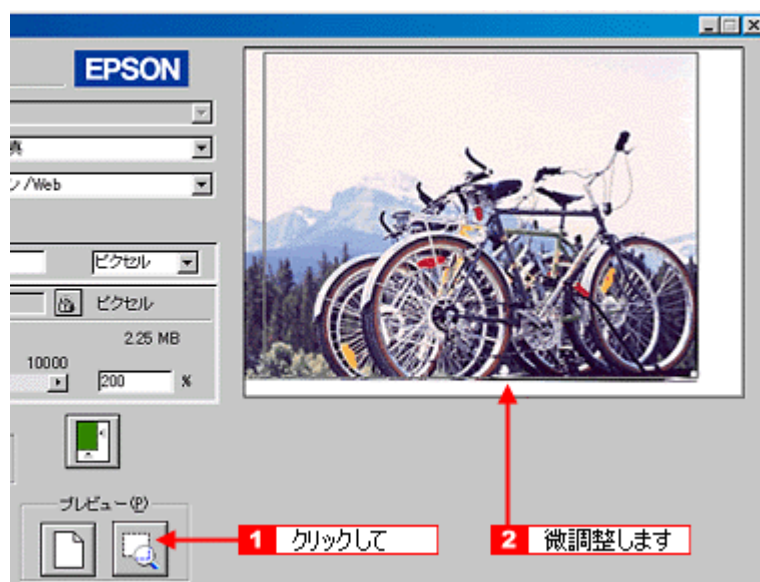 EPSON
真
ン/Web
ピクセル
ピクセル
2.25 MB
10000
200 %
プレビュー(P)
1 クリックして
2 微調整します